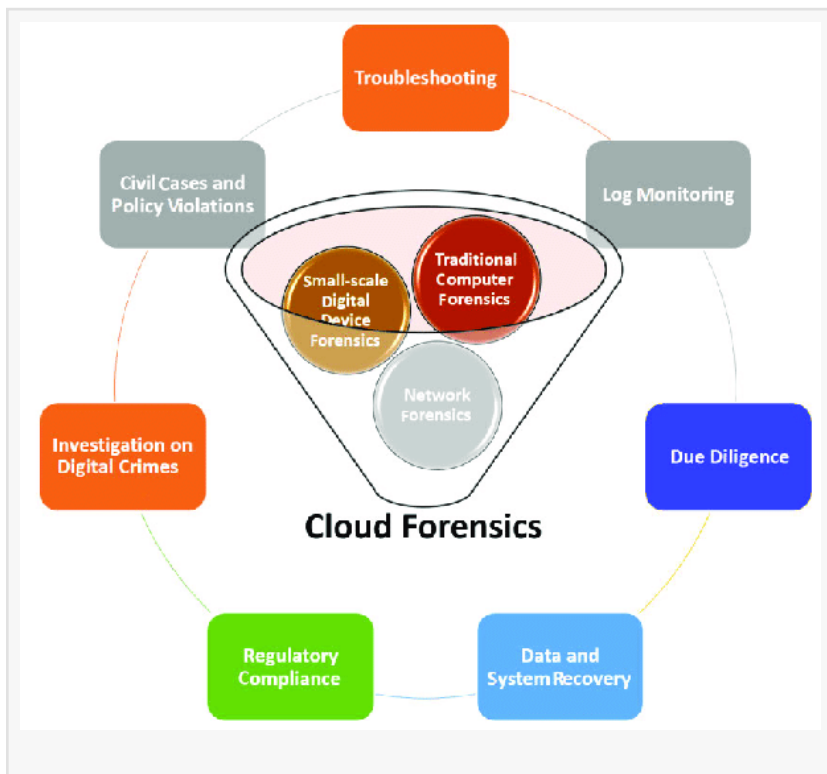 Troubleshooting
Civil Cases and
Policy Violations
Log Monitoring
Traditional
Computer
Forensics
Small-scale
Digital
Device
Forensics
Network
Forensics
Investigation on
Digital Crimes
Due Diligence
Cloud Forensics
Regulatory
Compliance
Data and
System Recovery